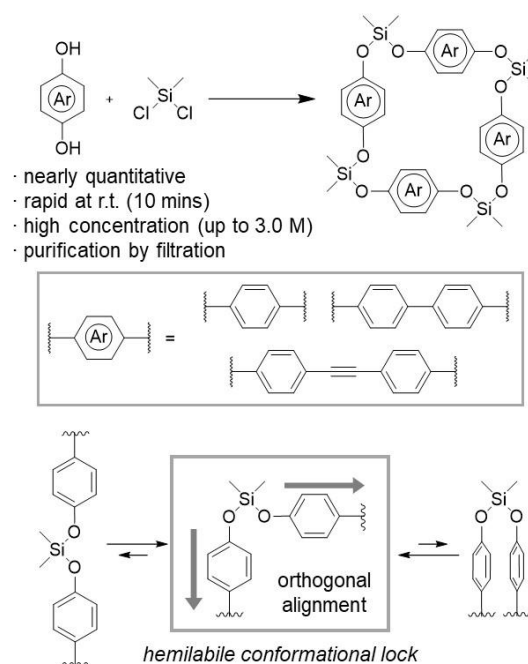 OH
Ar
OH
+
Si
Cl
Cl
Si
O
O
Ar
O
O
Si
O
O
Ar
Ar
O
O
Si
O
O
Ar
O
O
Si
· nearly quantitative
· rapid at r.t. (10 mins)
· high concentration (up to 3.0 M)
· purification by filtration
Ar
=
O
Si
O
Si
O
O
orthogonal
alignment
Si
O
O
hemilabile conformational lock